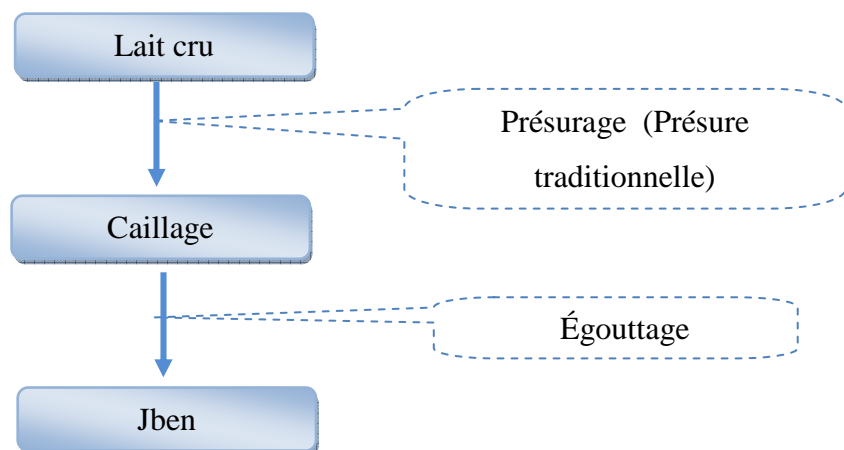 Lait cru
Présurage (Présure
traditionnelle)
Caillage
Égouttage
Jben